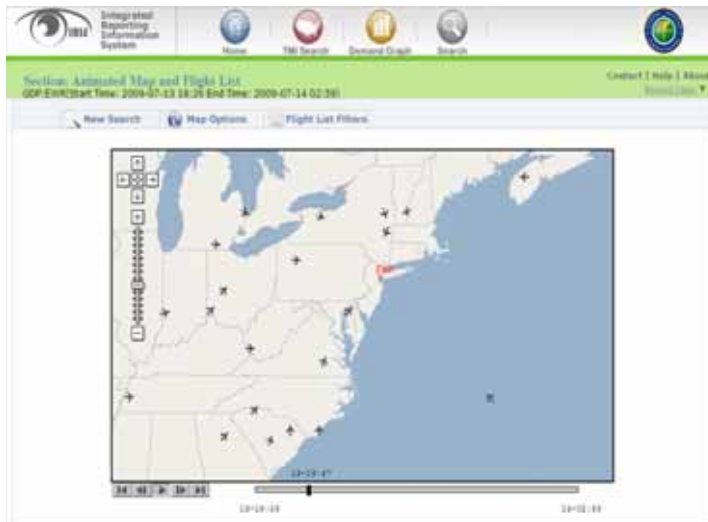 Integrated
Reporting
Information
System
Home
TMI Search
Demand Graph
Search
Section: Animated Map and Flight List
Contact | Help | About
GDP:EWR(Start Time: 2009-07-13 18:26 End Time: 2009-07-14 02:59)
New Search
Map Options
Flight List Filters